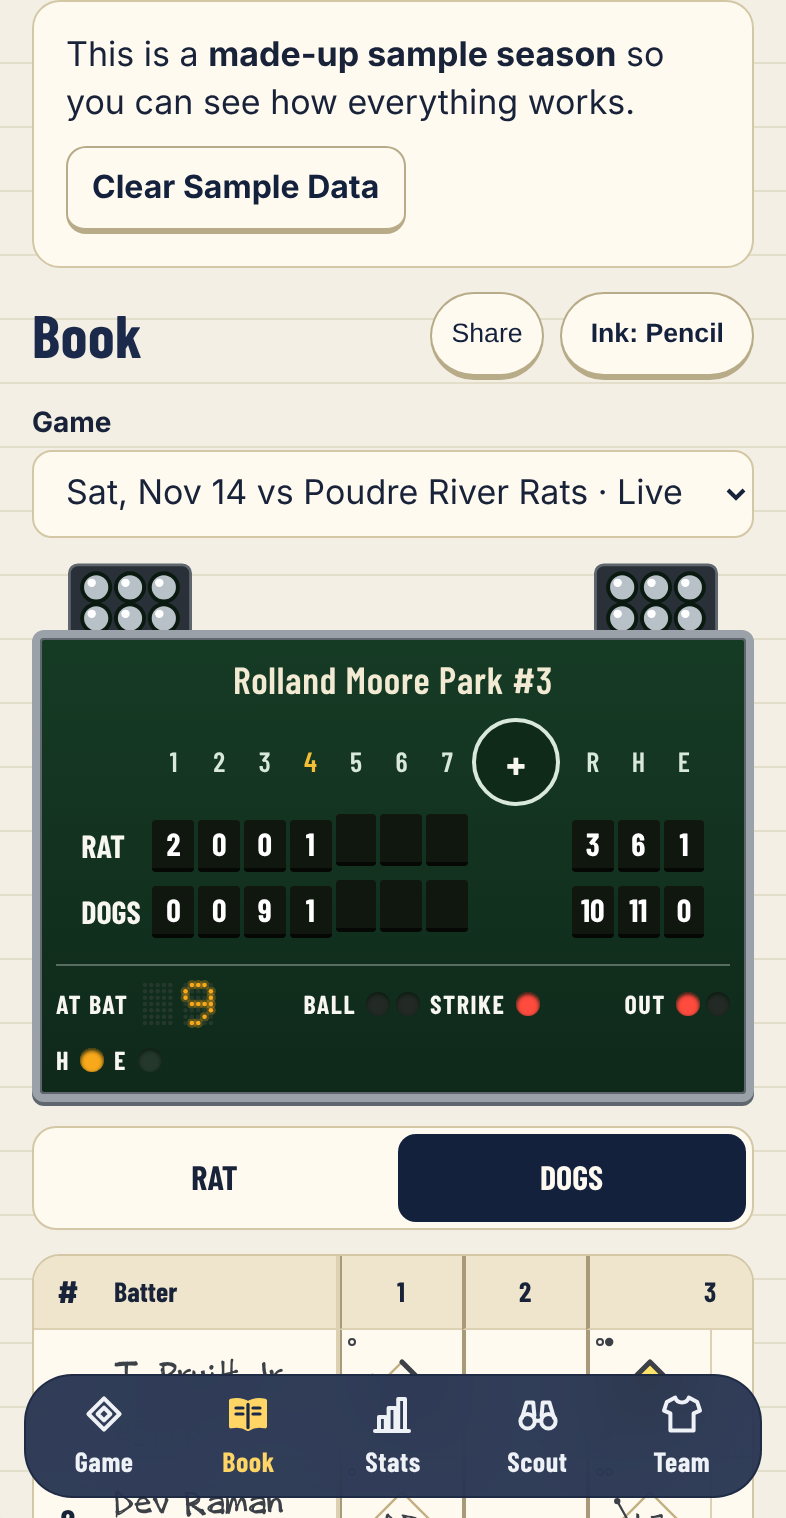 This is a made-up sample season so
you can see how everything works.
Clear Sample Data
Book
Share
Ink: Pencil
Game
Sat, Nov 14 vs Poudre River Rats · Live
Rolland Moore Park #3
1 2 3 4 5 6 7 + R H E
RAT 2 0 0 1 3 6 1
DOGS 0 0 9 1 10 11 0
AT BAT 9 BALL STRIKE OUT
H E
RAT DOGS
# Batter 1 2 3
Game Book Stats Scout Team
Dev Raman